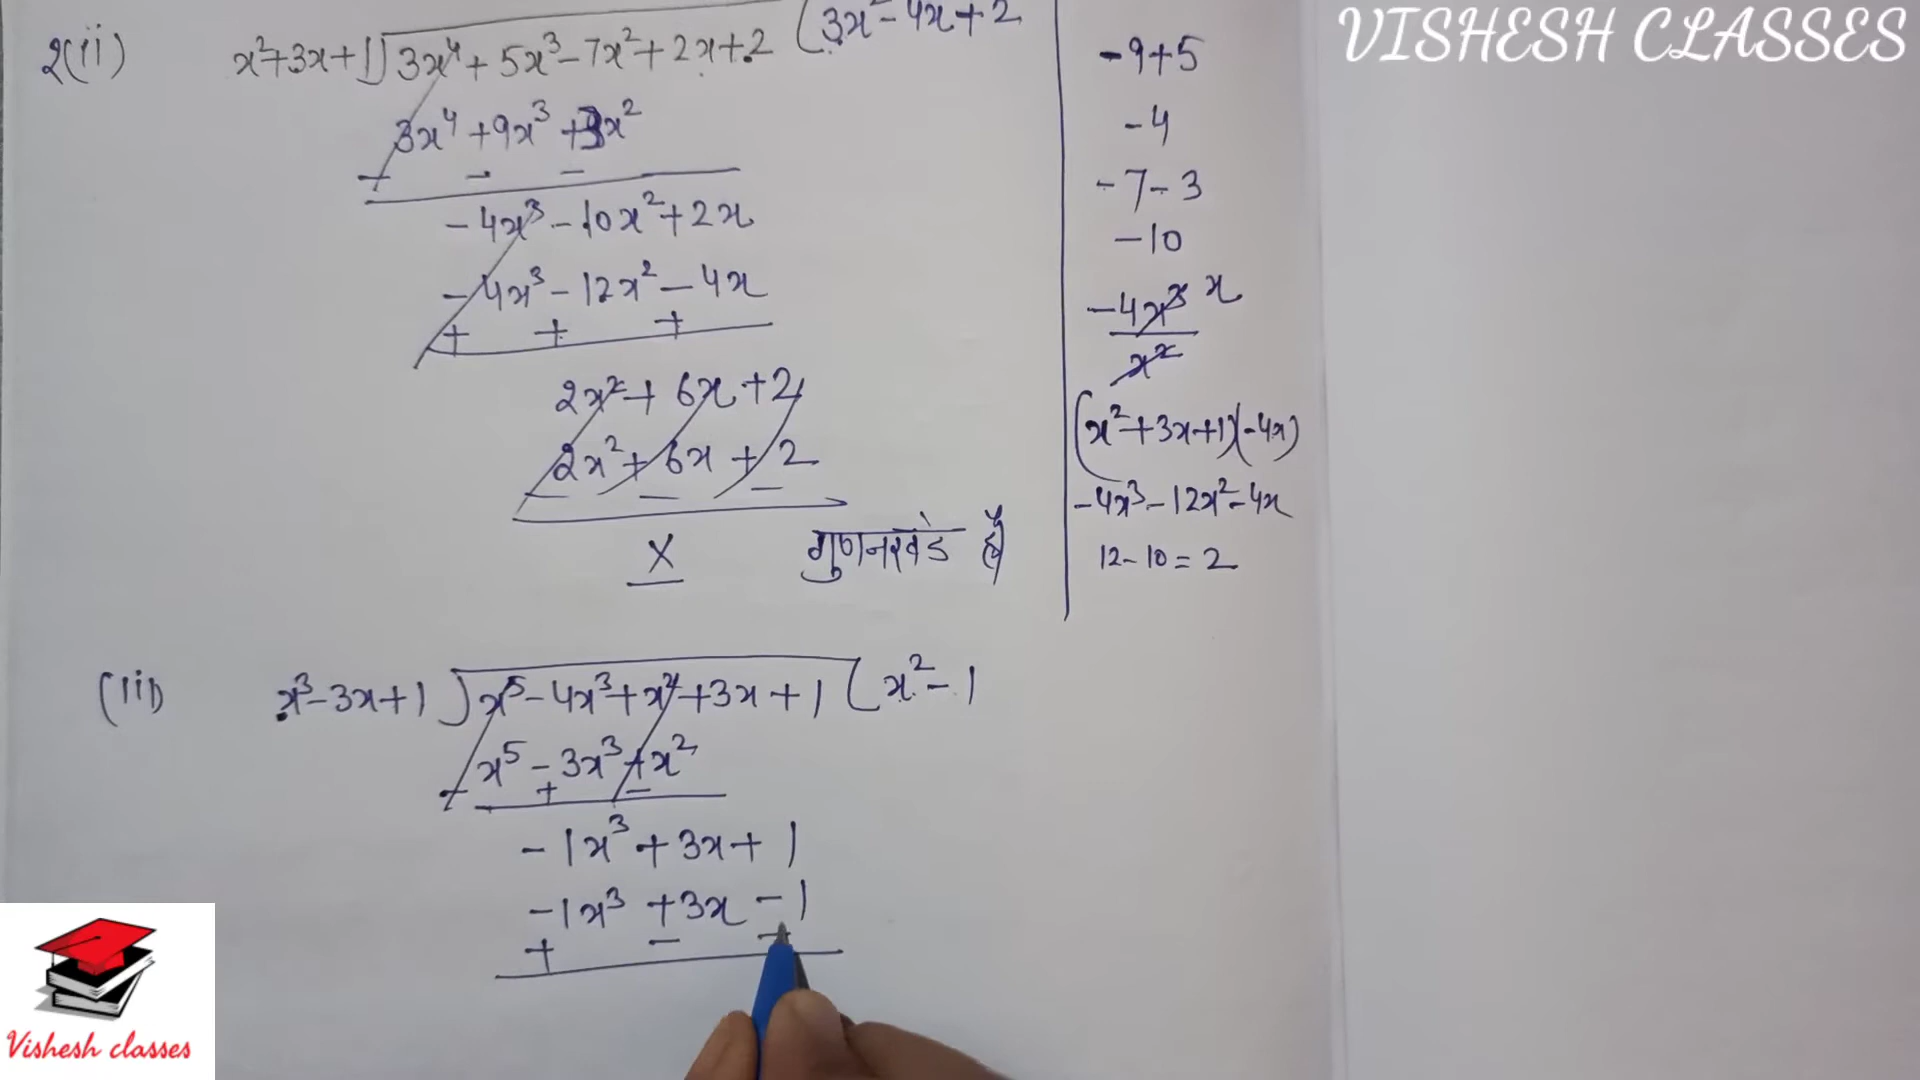 VISHESH CLASSES
2(ii) x²+3x+1)3x⁴+5x³-7x²+2x+2(3x²-4x+2
3x⁴+9x³+3x²
- - -
-4x³-10x²+2x
-4x³-12x²-4x
+ + +
2x²+6x+2
2x²+6x+2
- - -
x गुणनखंड है
-9+5
-4
-7-3
-10
-4x³ x
x²
(x²+3x+1)(-4x)
-4x³-12x²-4x
12-10=2
(iii) x³-3x+1)x⁵-4x³+x²+3x+1(x²-1
x⁵-3x³+x²
- + -
-1x³+3x+1
-1x³+3x-1
+ - +
Vishesh classes